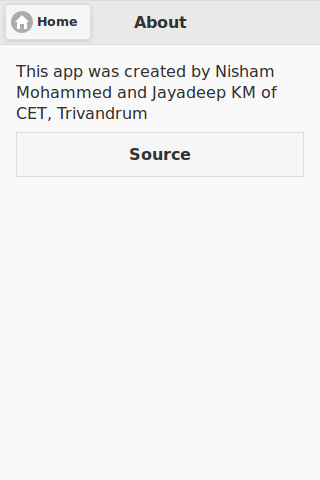 Home
About
This app was created by Nisham
Mohammed and Jayadeep KM of
CET, Trivandrum
Source